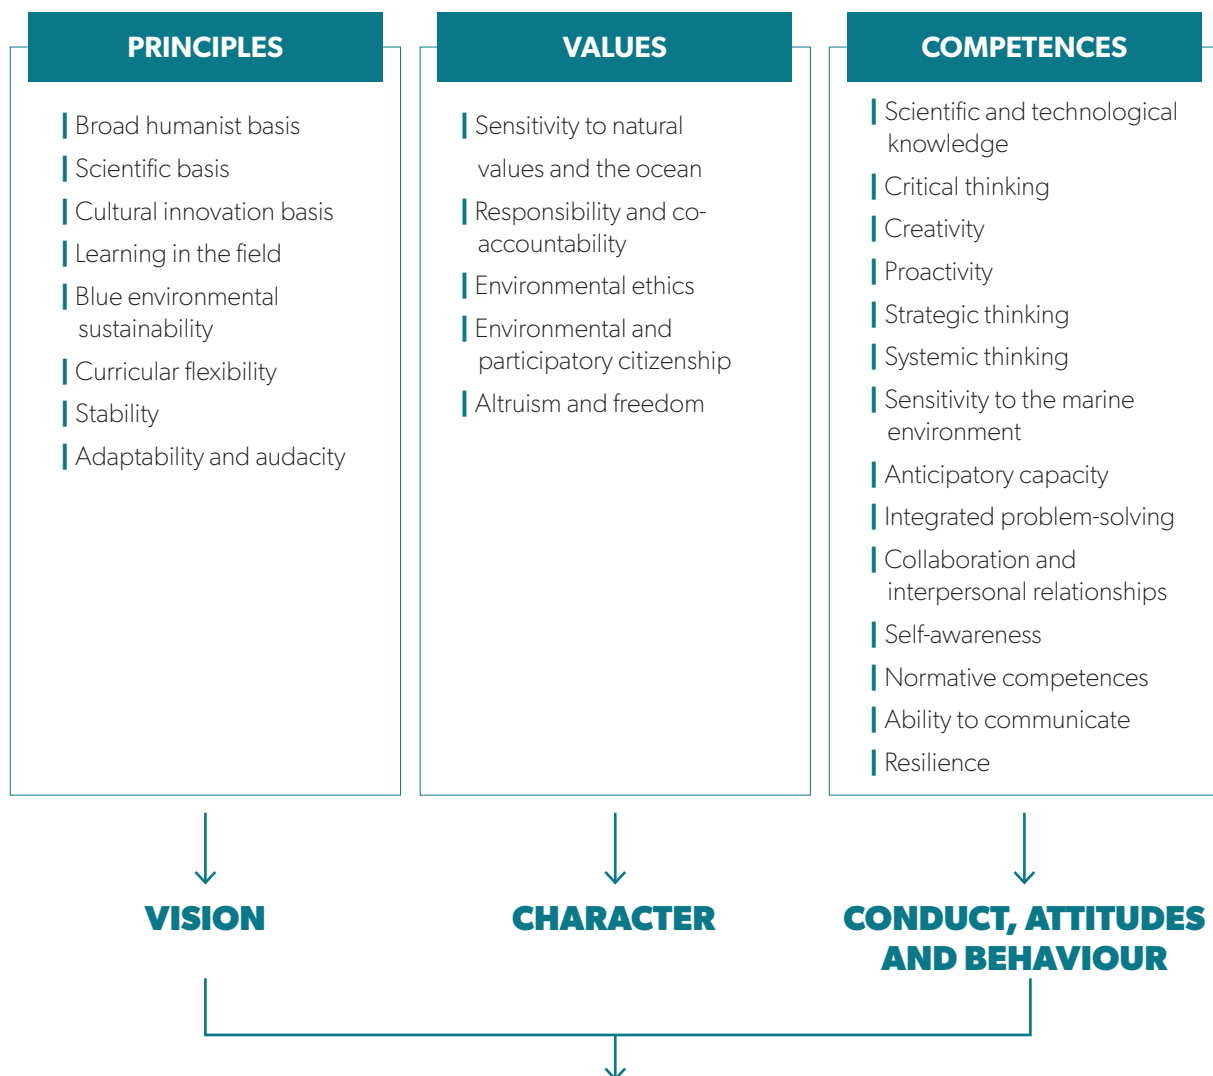 PRINCIPLES
Broad humanist basis
Scientific basis
Cultural innovation basis
Learning in the field
Blue environmental
sustainability
Curricular flexibility
Stability
Adaptability and audacity
VALUES
Sensitivity to natural
values and the ocean
Responsibility and co-
accountability
Environmental ethics
Environmental and
participatory citizenship
Altruism and freedom
COMPETENCES
Scientific and technological
knowledge
Critical thinking
Creativity
Proactivity
Strategic thinking
Systemic thinking
Sensitivity to the marine
environment
Anticipatory capacity
Integrated problem-solving
Collaboration and
interpersonal relationships
Self-awareness
Normative competences
Ability to communicate
Resilience
VISION
CHARACTER
CONDUCT, ATTITUDES
AND BEHAVIOUR